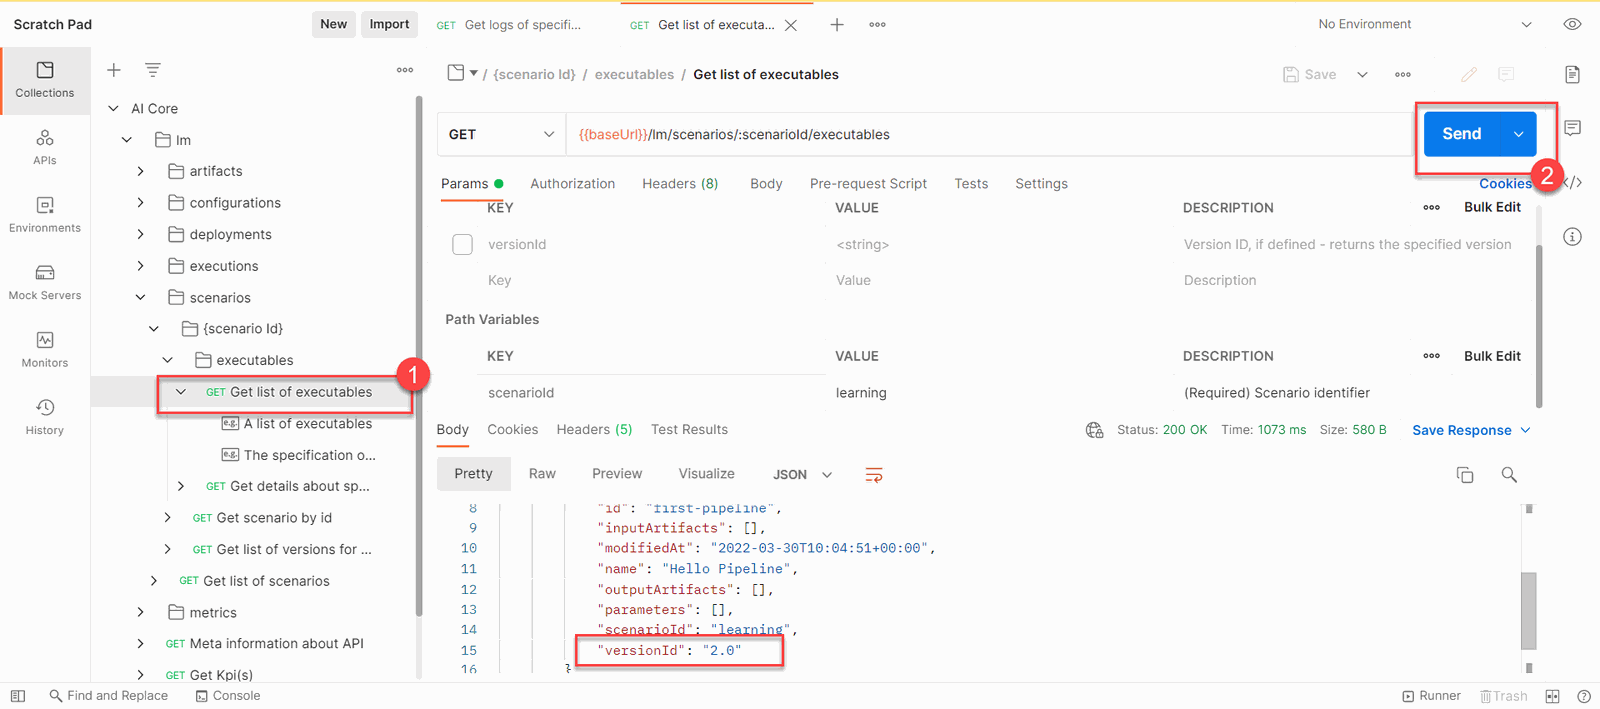 Scratch Pad
New
Import
GET Get logs of specifi...
GET Get list of executa...
No Environment
Collections
APIs
Environments
Mock Servers
Monitors
History
AI Core
lm
artifacts
configurations
deployments
executions
scenarios
{scenario Id}
executables
GET Get list of executables
1
e.g. A list of executables
e.g. The specification o...
GET Get details about sp...
GET Get scenario by id
GET Get list of versions for ...
GET Get list of scenarios
metrics
GET Meta information about API
GET Get Kpi(s)
/ {scenario Id} / executables / Get list of executables
Save
GET
{{baseUrl}}/lm/scenarios/:scenarioId/executables
Send
2
Params
Authorization
Headers (8)
Body
Pre-request Script
Tests
Settings
Cookies
</>
KEY VALUE DESCRIPTION Bulk Edit
versionId <string> Version ID, if defined - returns the specified version
Key Value Description
Path Variables
KEY VALUE DESCRIPTION Bulk Edit
scenarioId learning (Required) Scenario identifier
Body Cookies Headers (5) Test Results
Status: 200 OK Time: 1073 ms Size: 580 B Save Response
Pretty Raw Preview Visualize JSON
8 "id": "first-pipeline",
9 "inputArtifacts": [],
10 "modifiedAt": "2022-03-30T10:04:51+00:00",
11 "name": "Hello Pipeline",
12 "outputArtifacts": [],
13 "parameters": [],
14 "scenarioId": "learning",
15 "versionId": "2.0"
16 }
Find and Replace
Console
Runner
Trash